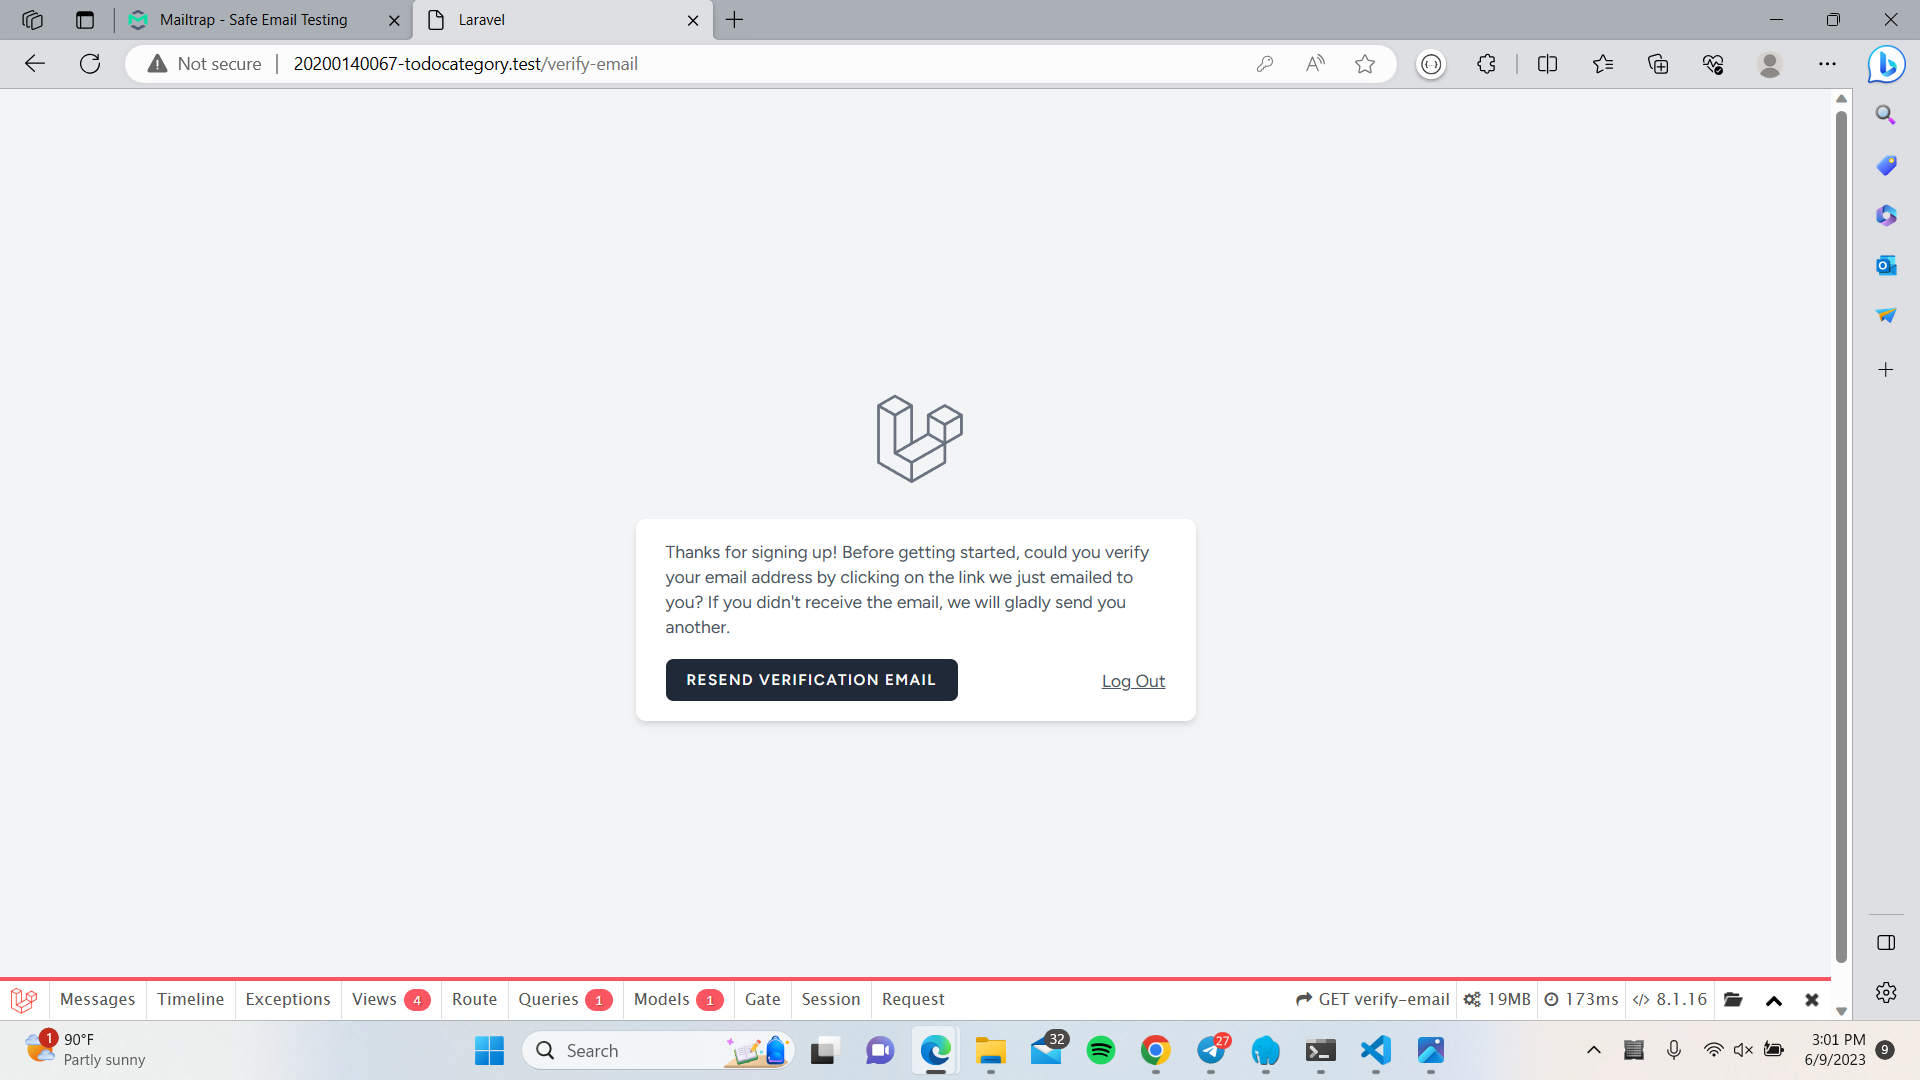 Mailtrap - Safe Email Testing
Laravel
Not secure
20200140067-todocategory.test/verify-email
Thanks for signing up! Before getting started, could you verify
your email address by clicking on the link we just emailed to
you? If you didn't receive the email, we will gladly send you
another.
RESEND VERIFICATION EMAIL
Log Out
Messages Timeline Exceptions Views 4 Route Queries 1 Models 1 Gate Session Request GET verify-email 19MB 173ms 8.1.16
1
90°F
Partly sunny
Search
32
27
3:01 PM
6/9/2023
9